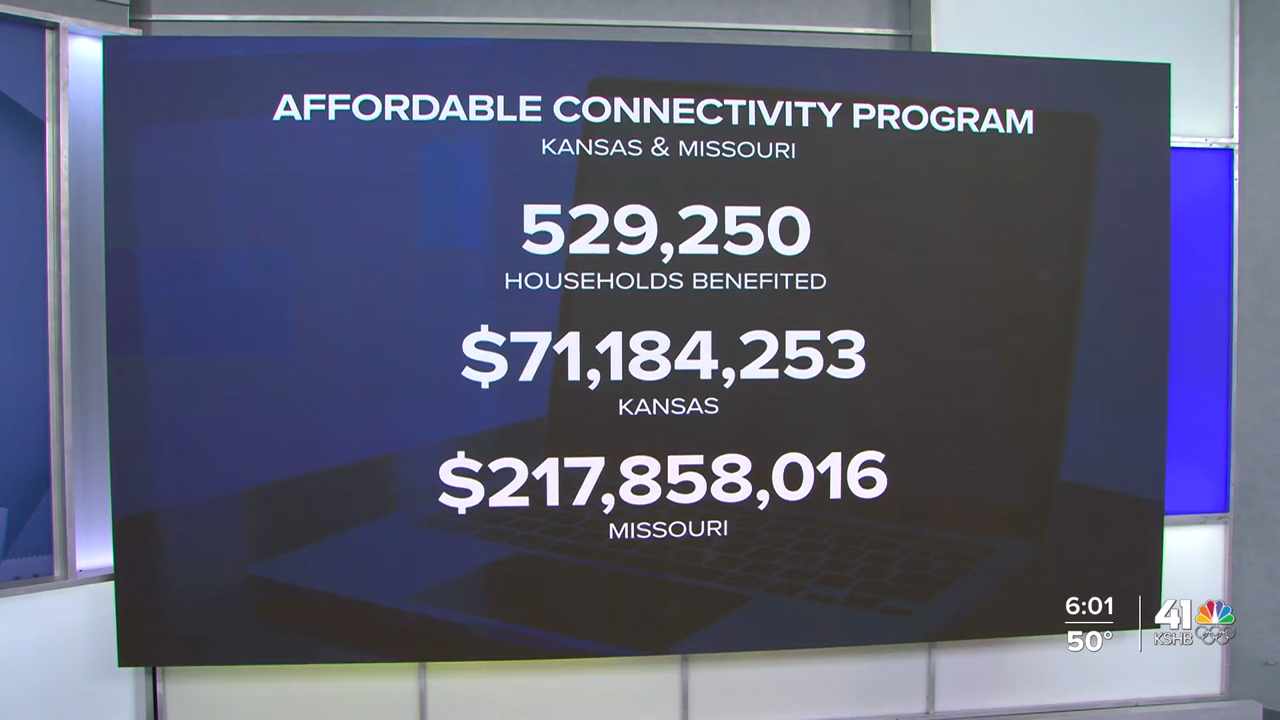 AFFORDABLE CONNECTIVITY PROGRAM
KANSAS & MISSOURI
529,250
HOUSEHOLDS BENEFITED
$71,184,253
KANSAS
$217,858,016
MISSOURI
6:01
50°
41
KSHB